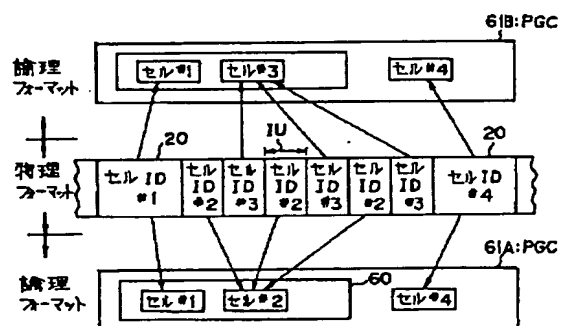 61B:PGC
論理
フォーマット
セル#1
セル#3
セル#4
20
IU
20
物理
フォーマット
セル ID #1
セル ID #2
セル ID #3
セル ID #2
セル ID #3
セル ID #2
セル ID #3
セル ID #4
61A:PGC
論理
フォーマット
60
セル#1
セル#2
セル#4